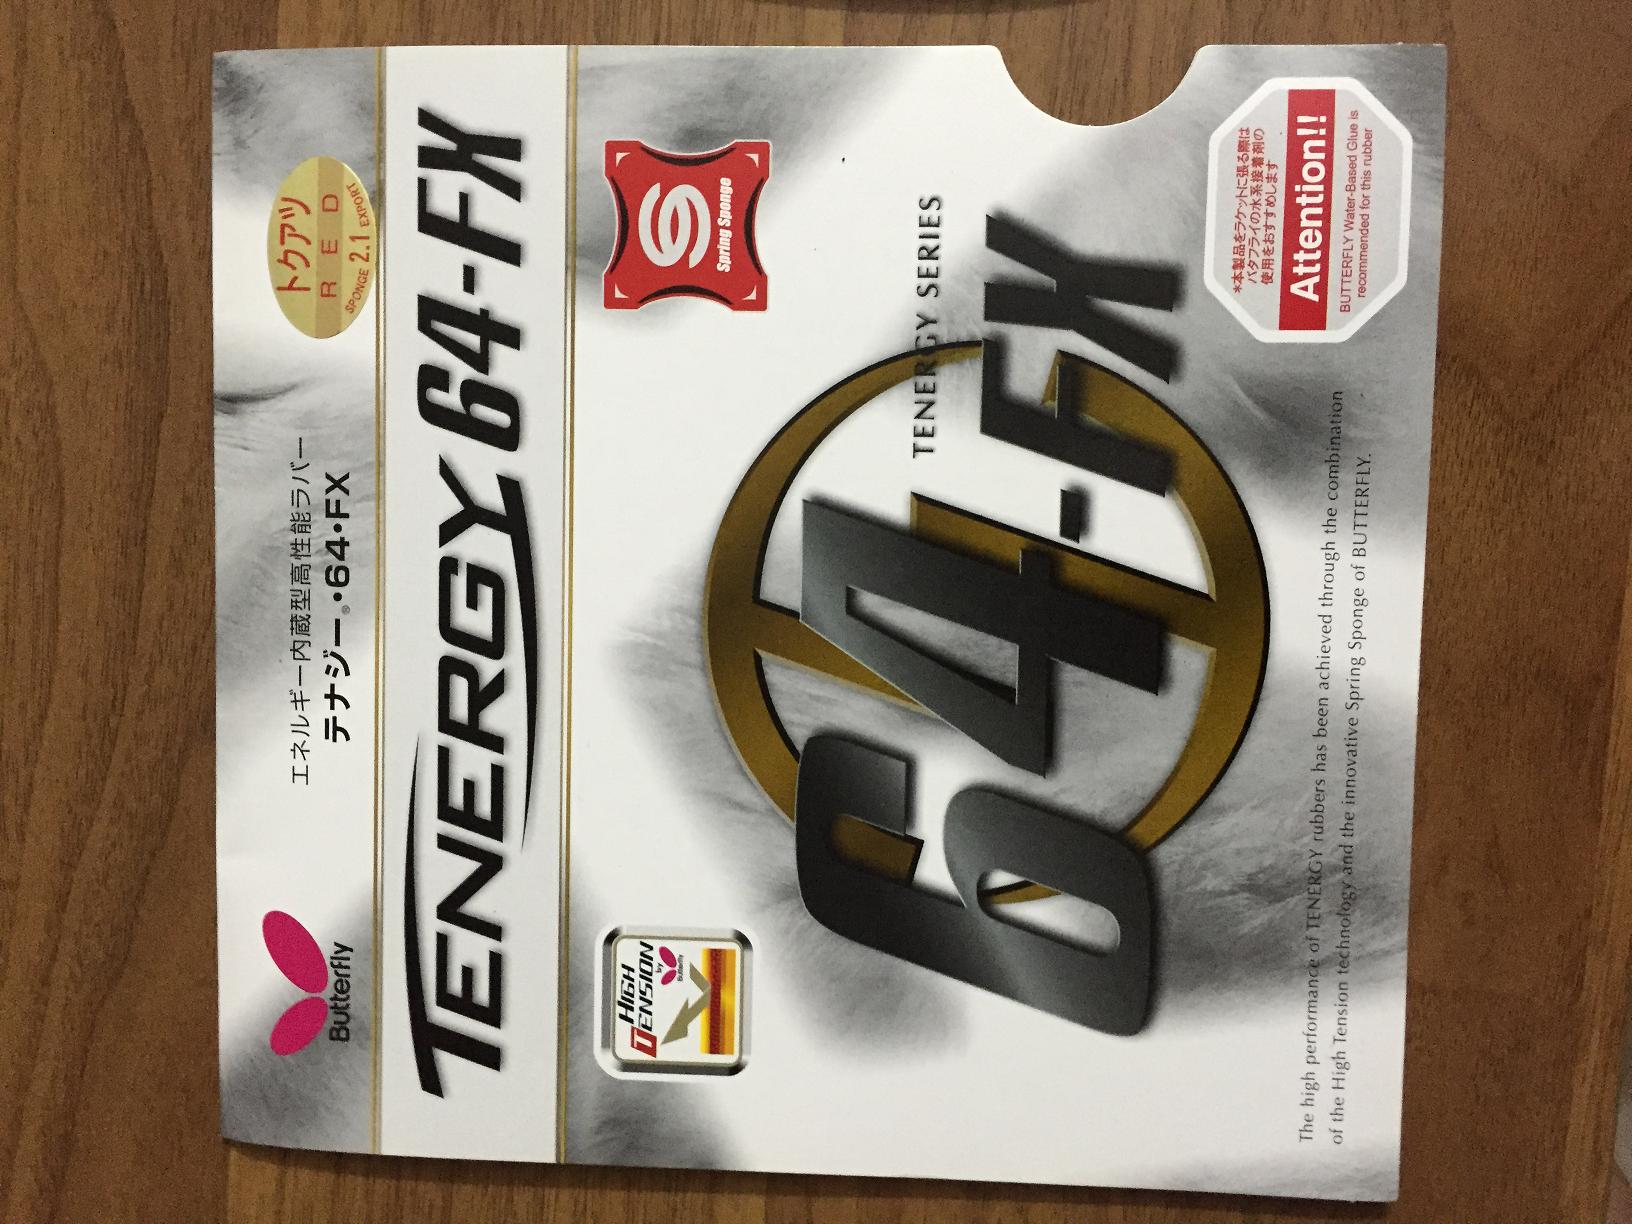 Butterfly
エネルギー内蔵型高性能ラバー
テナジー®・64・FX
トクアツ
RED
SPONGE 2.1 EXPORT
TENERGY 64-FX
HIGH
TENSION
by
Butterfly
Spring Sponge
TENERGY SERIES
64-FX
*本製品をラケットに張る際は
バタフライの水系接着剤の
使用をおすすめします
Attention!!
BUTTERFLY Water-Based Glue is
recommended for this rubber
The high performance of TENERGY rubbers has been achieved through the combination
of the High Tension technology and the innovative Spring Sponge of BUTTERFLY.